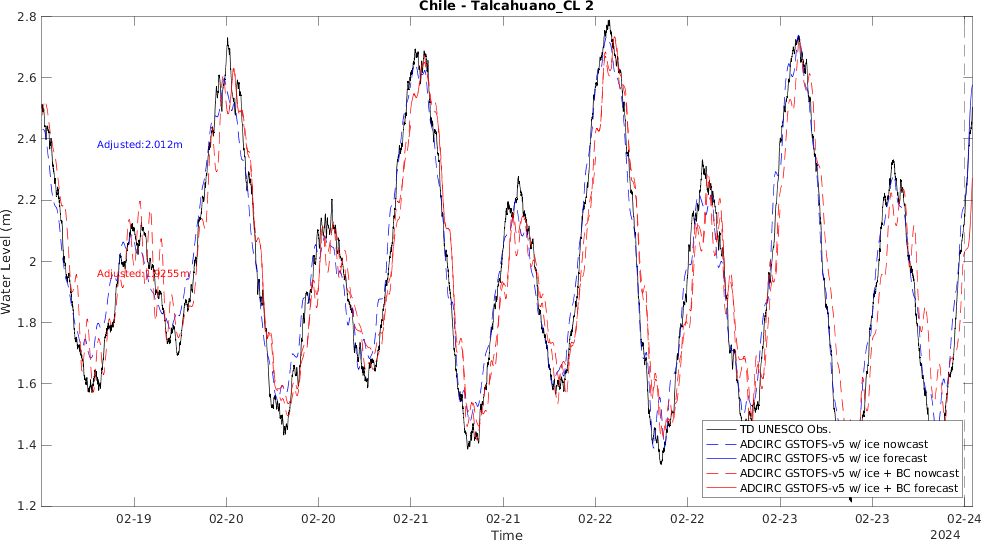 Chile - Talcahuano_CL 2
2.8
2.6
2.4
2.2
2
1.8
1.6
1.4
1.2
Water Level (m)
Adjusted:2.012m
TD UNESCO Obs.
ADCIRC GSTOFS-v5 w/ ice nowcast
ADCIRC GSTOFS-v5 w/ ice forecast
ADCIRC GSTOFS-v5 w/ ice + BC nowcast
ADCIRC GSTOFS-v5 w/ ice + BC forecast
02-19
02-20
02-20
02-21
02-21
02-22
02-22
02-23
02-23
02-24
Time
2024